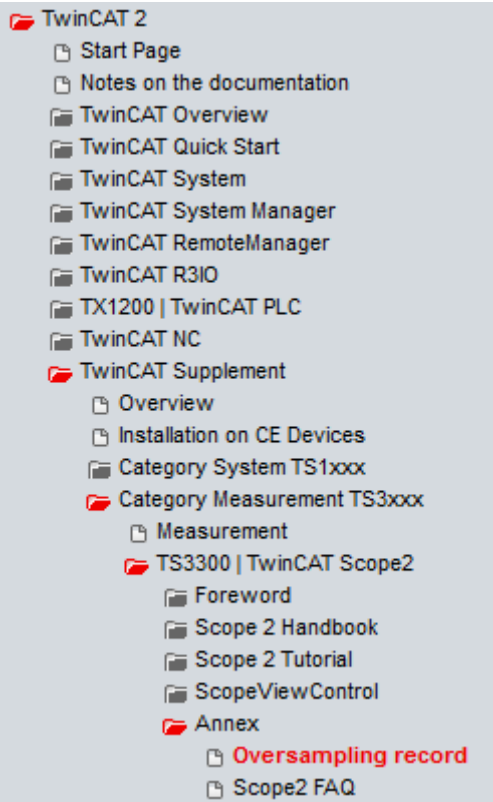 TwinCAT 2
Start Page
Notes on the documentation
TwinCAT Overview
TwinCAT Quick Start
TwinCAT System
TwinCAT System Manager
TwinCAT RemoteManager
TwinCAT R3IO
TX1200 | TwinCAT PLC
TwinCAT NC
TwinCAT Supplement
Overview
Installation on CE Devices
Category System TS1xxx
Category Measurement TS3xxx
Measurement
TS3300 | TwinCAT Scope2
Foreword
Scope 2 Handbook
Scope 2 Tutorial
ScopeViewControl
Annex
Oversampling record
Scope2 FAQ